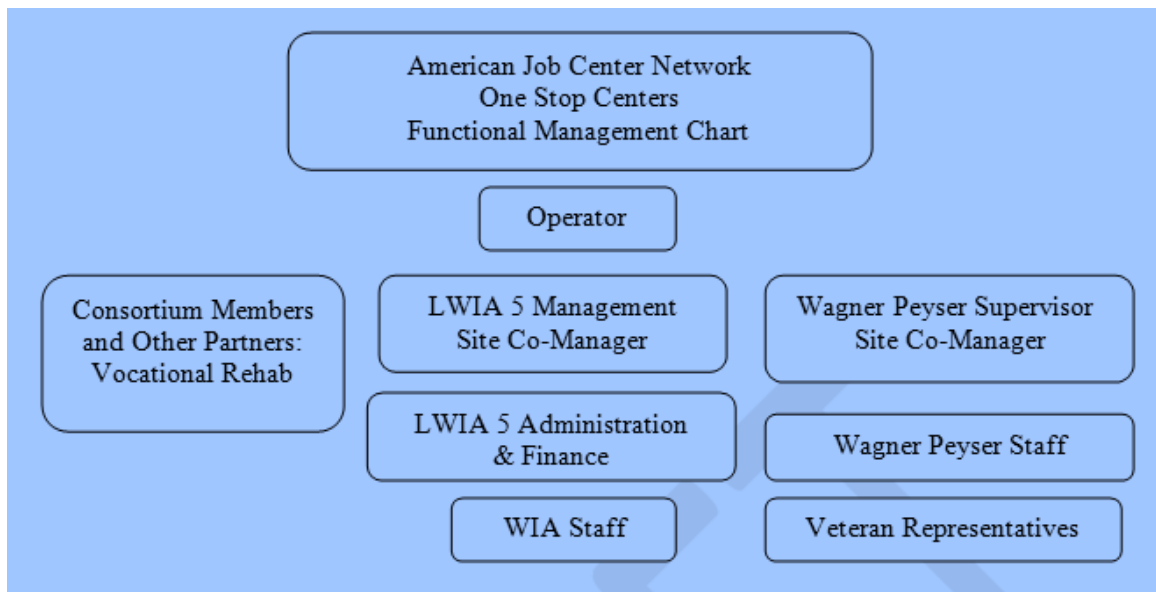 American Job Center Network
One Stop Centers
Functional Management Chart
Operator
Consortium Members
and Other Partners:
Vocational Rehab
LWIA 5 Management
Site Co-Manager
Wagner Peyser Supervisor
Site Co-Manager
LWIA 5 Administration
& Finance
Wagner Peyser Staff
WIA Staff
Veteran Representatives